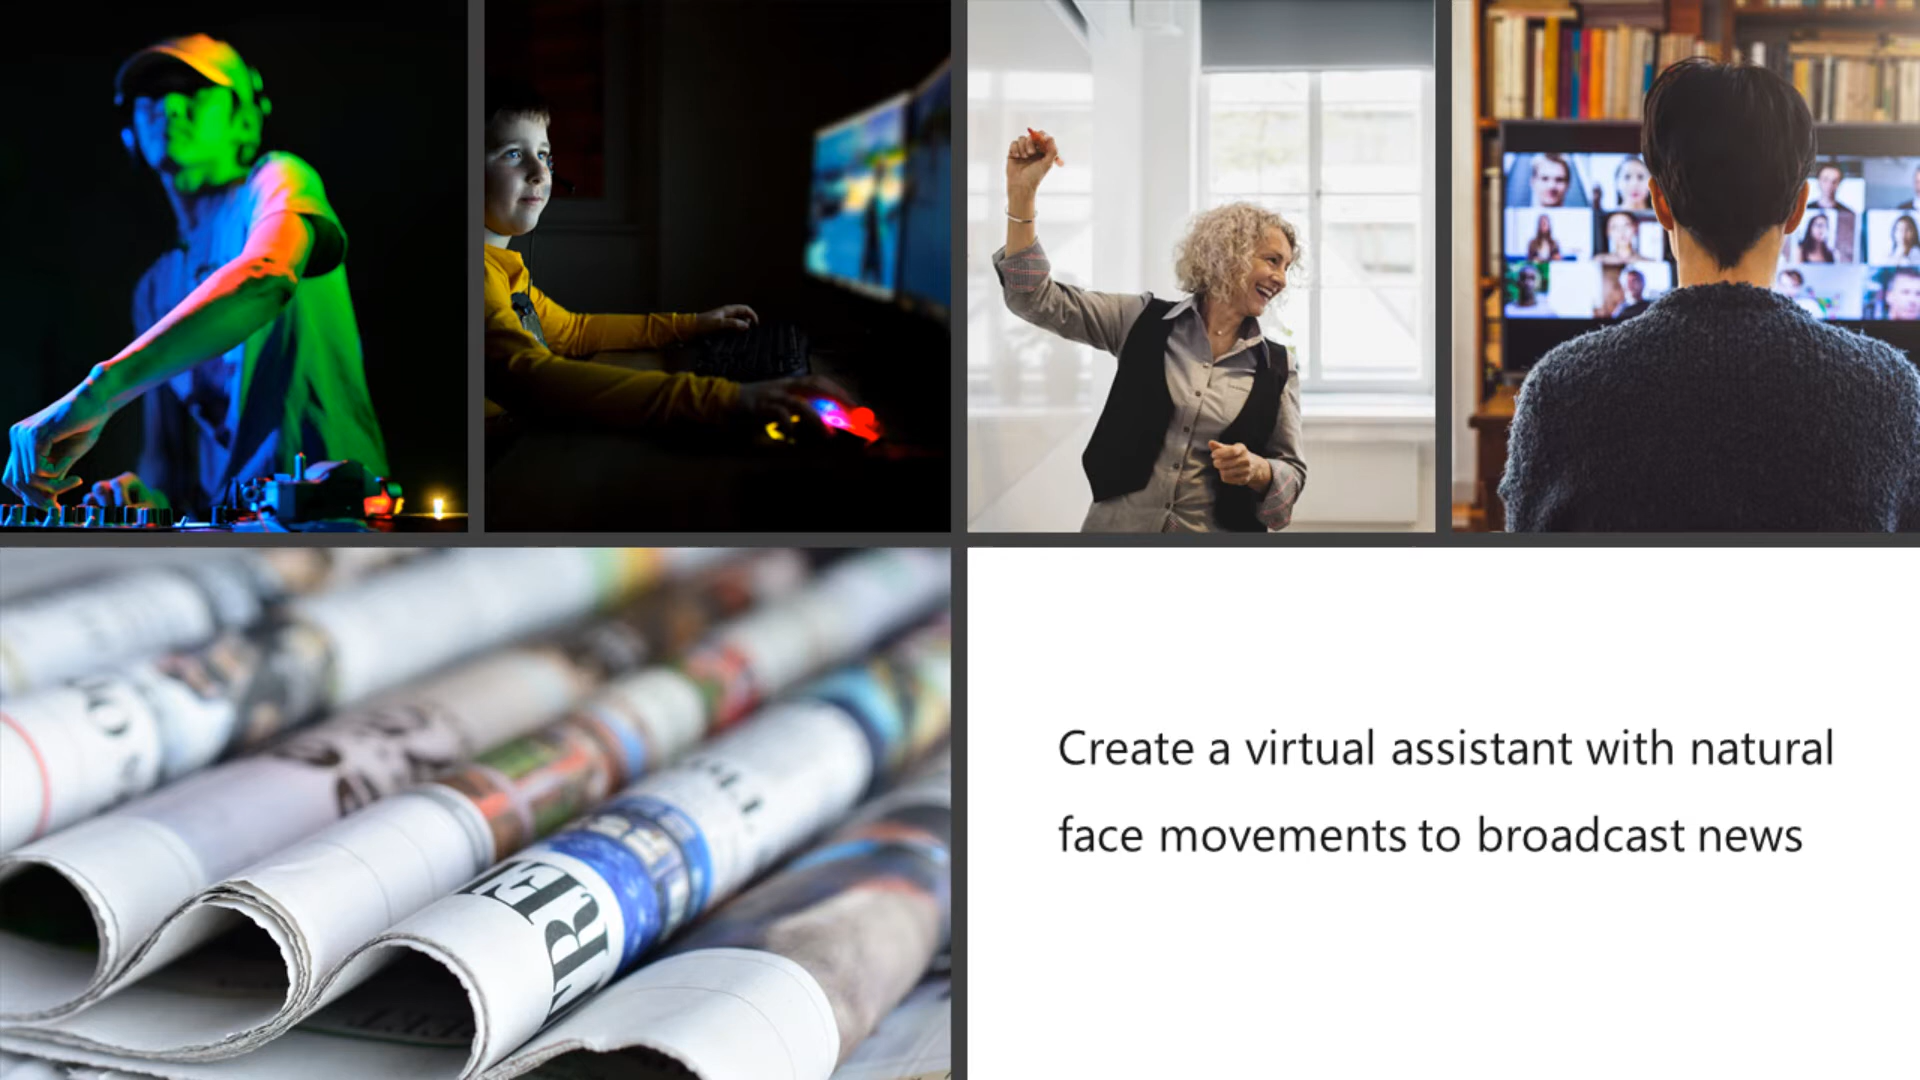 Create a virtual assistant with natural
face movements to broadcast news